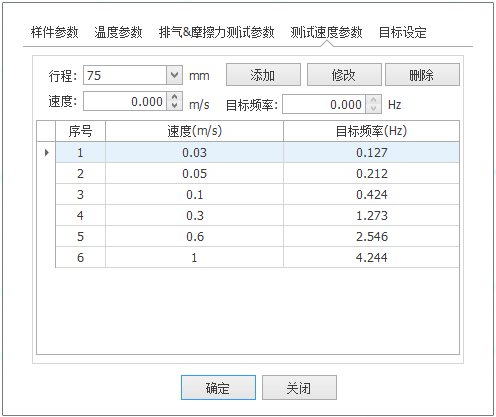 样件参数 温度参数 排气&摩擦力测试参数 测试速度参数 目标设定
行程: 75 mm 添加 修改 删除
速度: 0.000 m/s 目标频率: 0.000 Hz
序号 速度(m/s) 目标频率(Hz)
1 0.03 0.127
2 0.05 0.212
3 0.1 0.424
4 0.3 1.273
5 0.6 2.546
6 1 4.244
确定 关闭